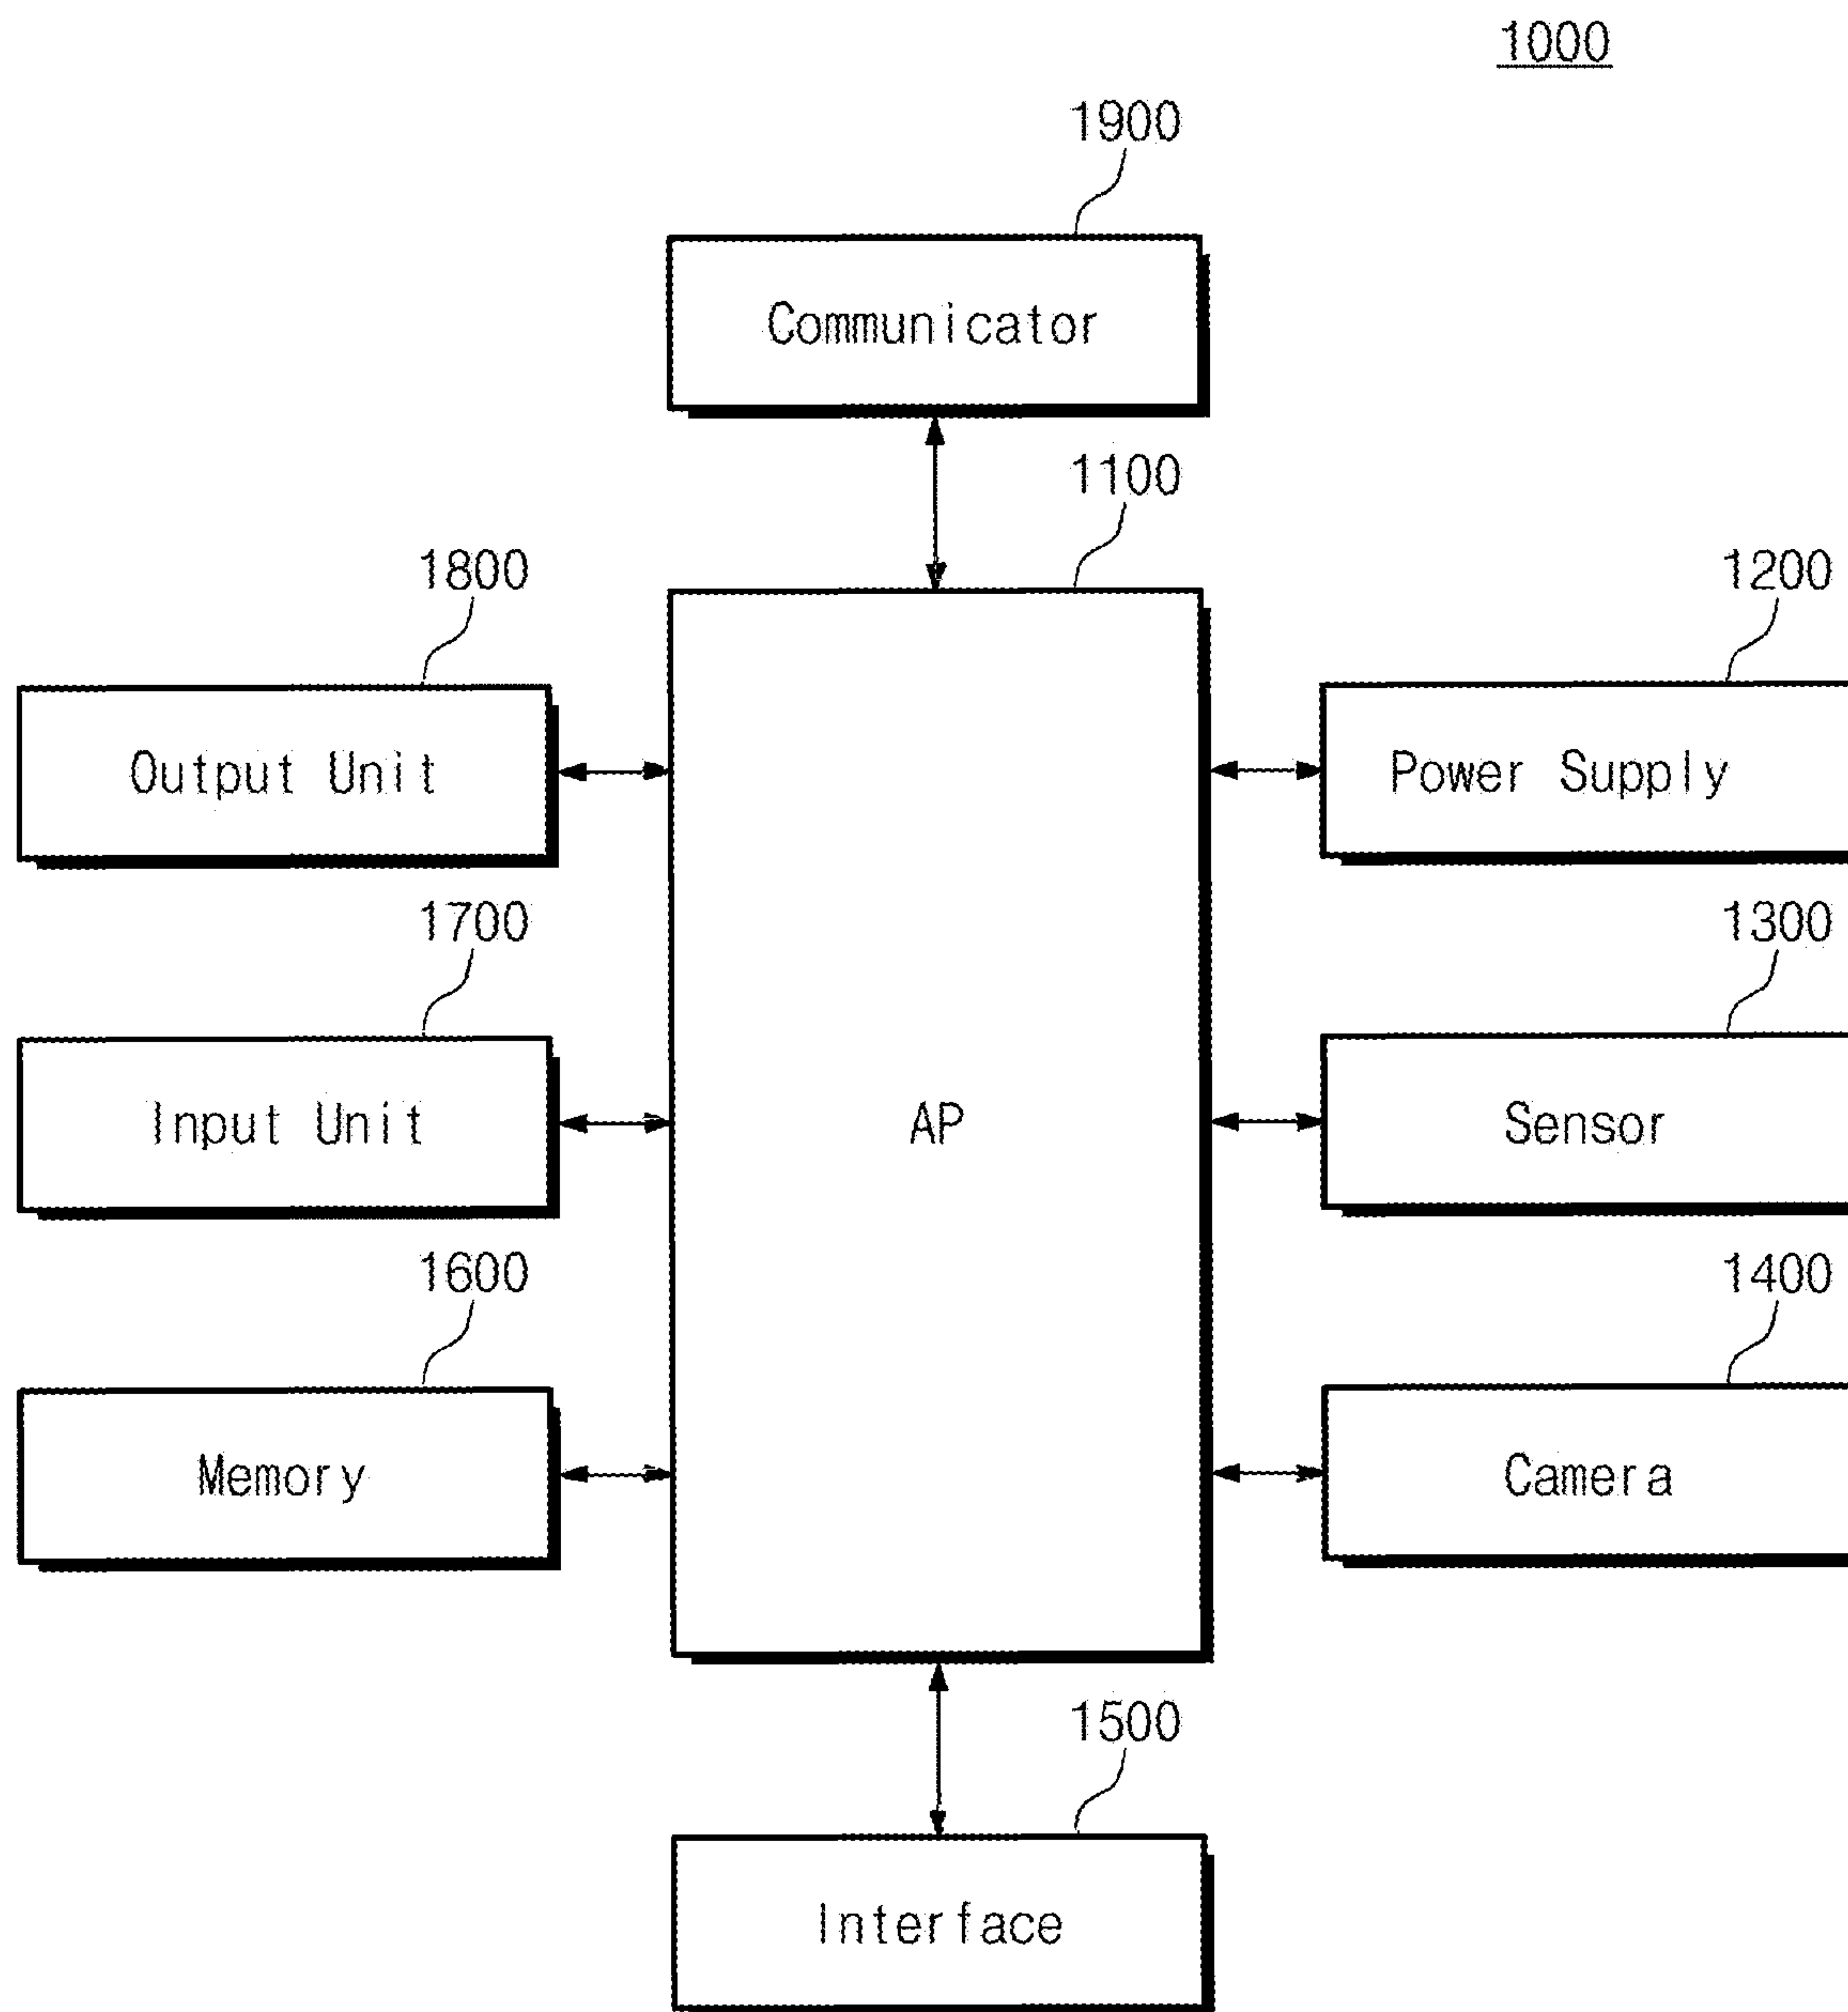 1000
1900
Communicator
1100
1800
1200
Output Unit
Power Supply
1700
1300
Input Unit
AP
Sensor
1600
1400
Memory
Camera
1500
Interface